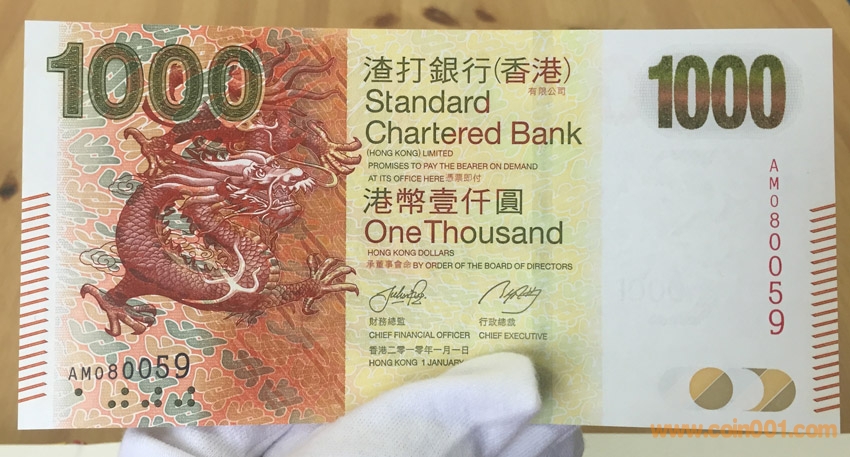 1000
渣打銀行(香港)
有限公司
Standard
Chartered Bank
(HONG KONG) LIMITED
PROMISES TO PAY THE BEARER ON DEMAND
AT ITS OFFICE HERE 憑票即付
港幣壹仟圓
One Thousand
HONG KONG DOLLARS
承董事會命 BY ORDER OF THE BOARD OF DIRECTORS
財務總監 行政總裁
CHIEF FINANCIAL OFFICER CHIEF EXECUTIVE
香港二零一零年一月一日
HONG KONG 1 JANUARY
AM080059
1000
AM080059
www.coin001.com